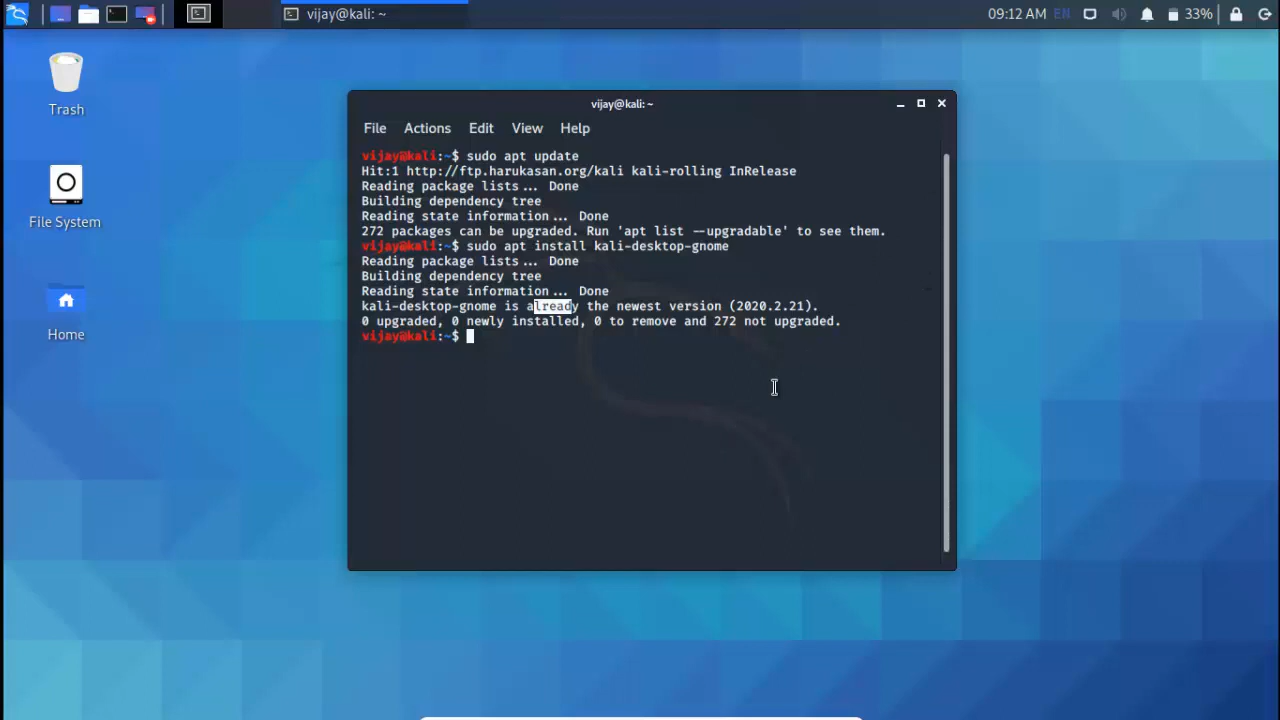 vijay@kali: ~
09:12 AM
EN
33%
Trash
File System
Home
vijay@kali: ~
File Actions Edit View Help
vijay@kali:~$ sudo apt update
Hit:1 http://ftp.harukasan.org/kali kali-rolling InRelease
Reading package lists... Done
Building dependency tree
Reading state information... Done
272 packages can be upgraded. Run 'apt list --upgradable' to see them.
vijay@kali:~$ sudo apt install kali-desktop-gnome
Reading package lists... Done
Building dependency tree
Reading state information... Done
kali-desktop-gnome is already the newest version (2020.2.21).
0 upgraded, 0 newly installed, 0 to remove and 272 not upgraded.
vijay@kali:~$